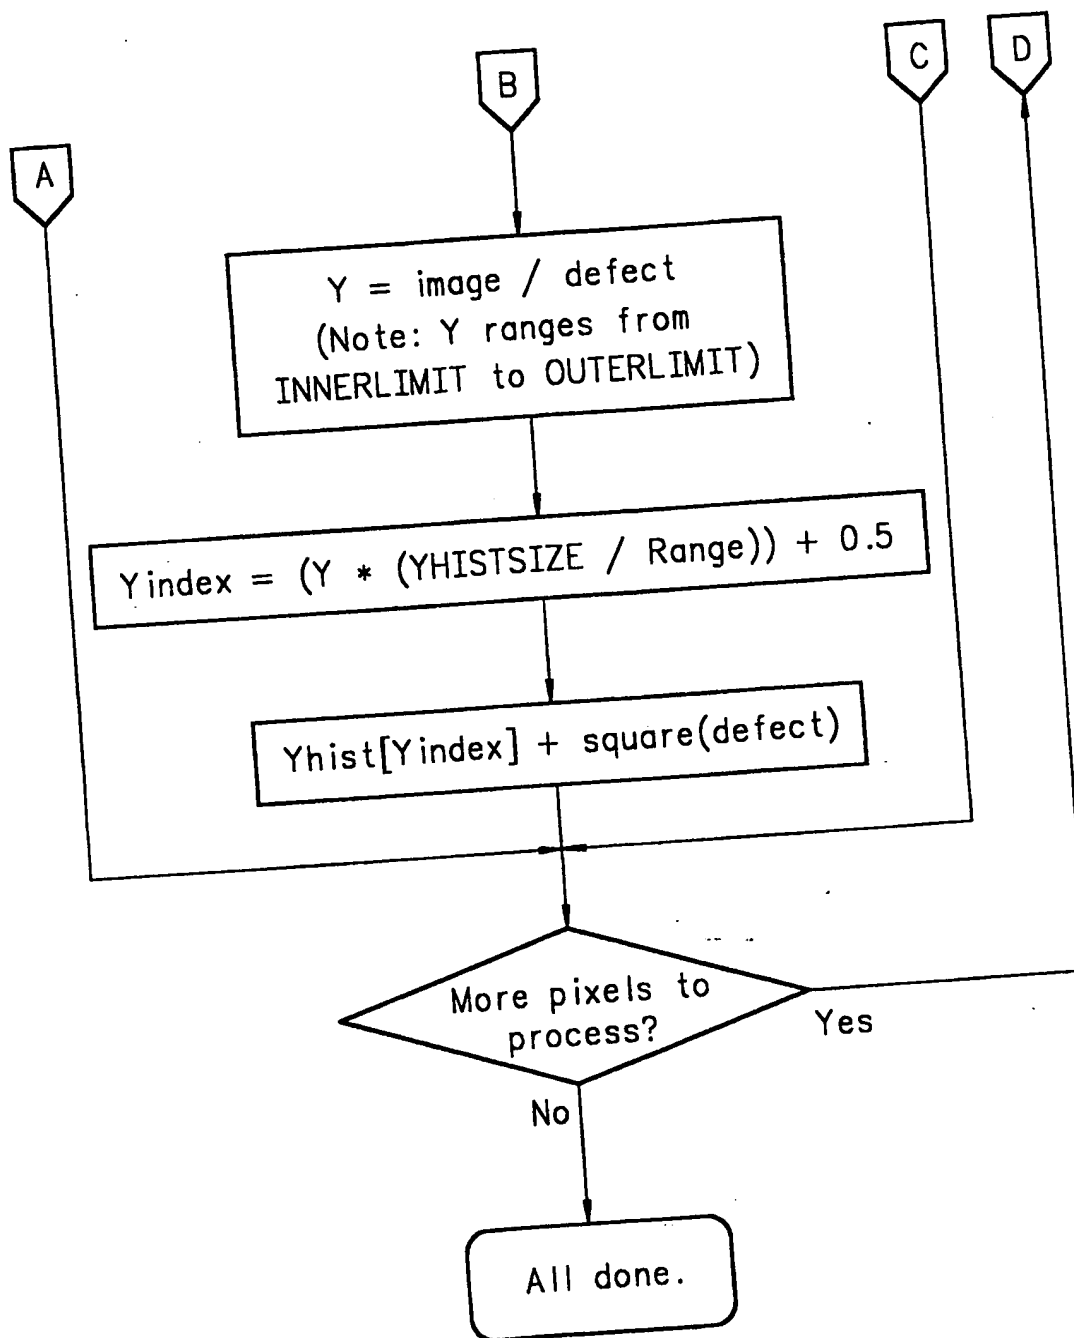 C
D
B
A
Y = image / defect
(Note: Y ranges from
INNERLIMIT to OUTERLIMIT)
Yindex = (Y * (YHISTSIZE / Range)) + 0.5
Yhist[Yindex] + square(defect)
More pixels to
process?
Yes
No
All done.